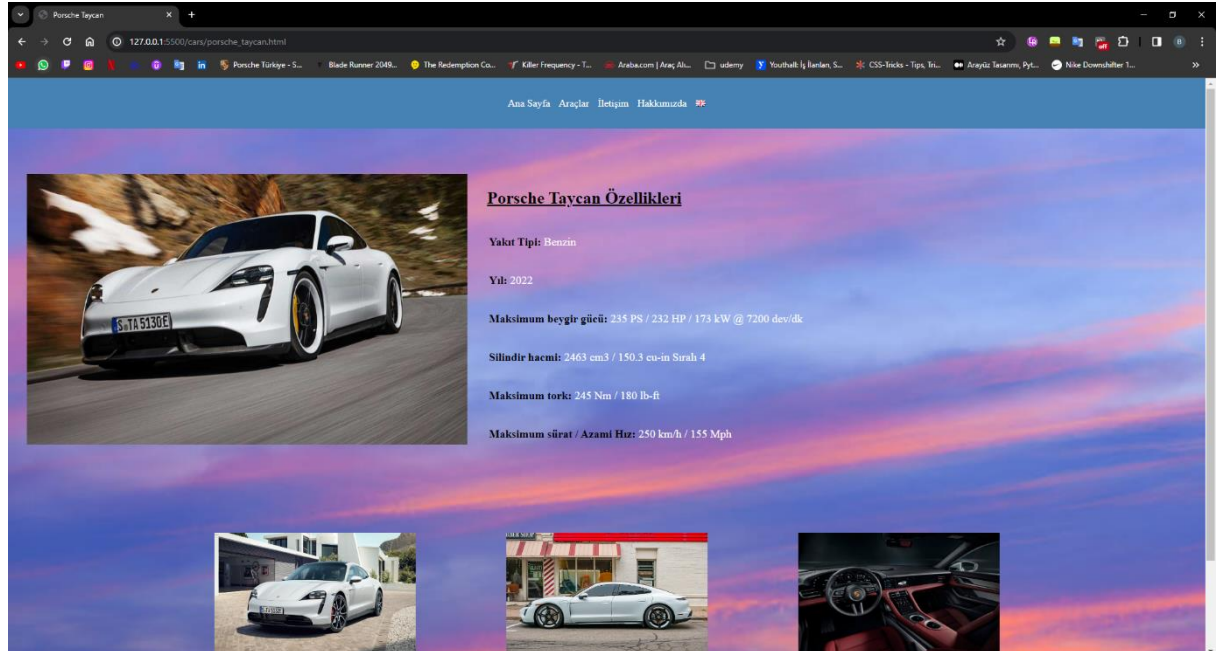 Porsche Taycan
127.0.0.1:5500/cars/porsche_taycan.html
off
Porsche Türkiye - S... Blade Runner 2049... The Redemption Co... Killer Frequency - T... Araba.com | Araç Alı... udemy Youthall: İş İlanları, S... CSS-Tricks - Tips, Tri... Arayüz Tasarımı, Pyt... Nike Downshifter 1...
Ana Sayfa Araçlar İletişim Hakkımızda
Porsche Taycan Özellikleri
Yakıt Tipi: Benzin
Yıl: 2022
Maksimum beygir gücü: 235 PS / 232 HP / 173 kW @ 7200 dev/dk
Silindir hacmi: 2463 cm3 / 150.3 cu-in Sıralı 4
Maksimum tork: 245 Nm / 180 lb-ft
Maksimum sürat / Azami Hız: 250 km/h / 155 Mph
S TA 5130E